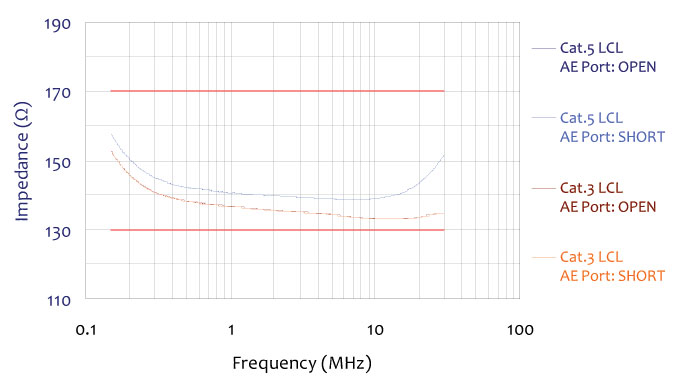 190
170
150
130
110
Impedance (Ω)
0.1
1
10
100
Frequency (MHz)
Cat.5 LCL
AE Port: OPEN
Cat.5 LCL
AE Port: SHORT
Cat.3 LCL
AE Port: OPEN
Cat.3 LCL
AE Port: SHORT